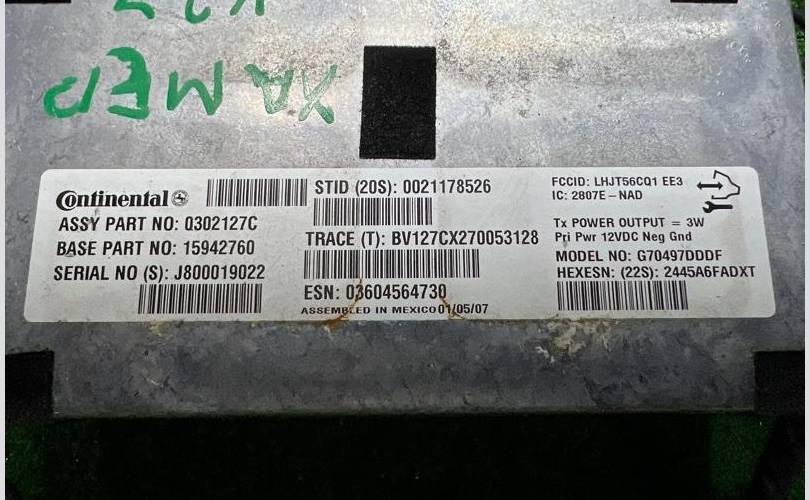 Continental
ASSY PART NO: Q302127C
BASE PART NO: 15942760
SERIAL NO (S): J800019022
STID (20S): 0021178526
TRACE (T): BV127CX270053128
ESN: 03604564730
ASSEMBLED IN MEXICO 01/05/07
FCCID: LHJT56CQ1 EE3
IC: 2807E-NAD
Tx POWER OUTPUT = 3W
Pri Pwr 12VDC Neg Gnd
MODEL NO: G70497DDDF
HEXESN: (22S): 2445A6FADXT